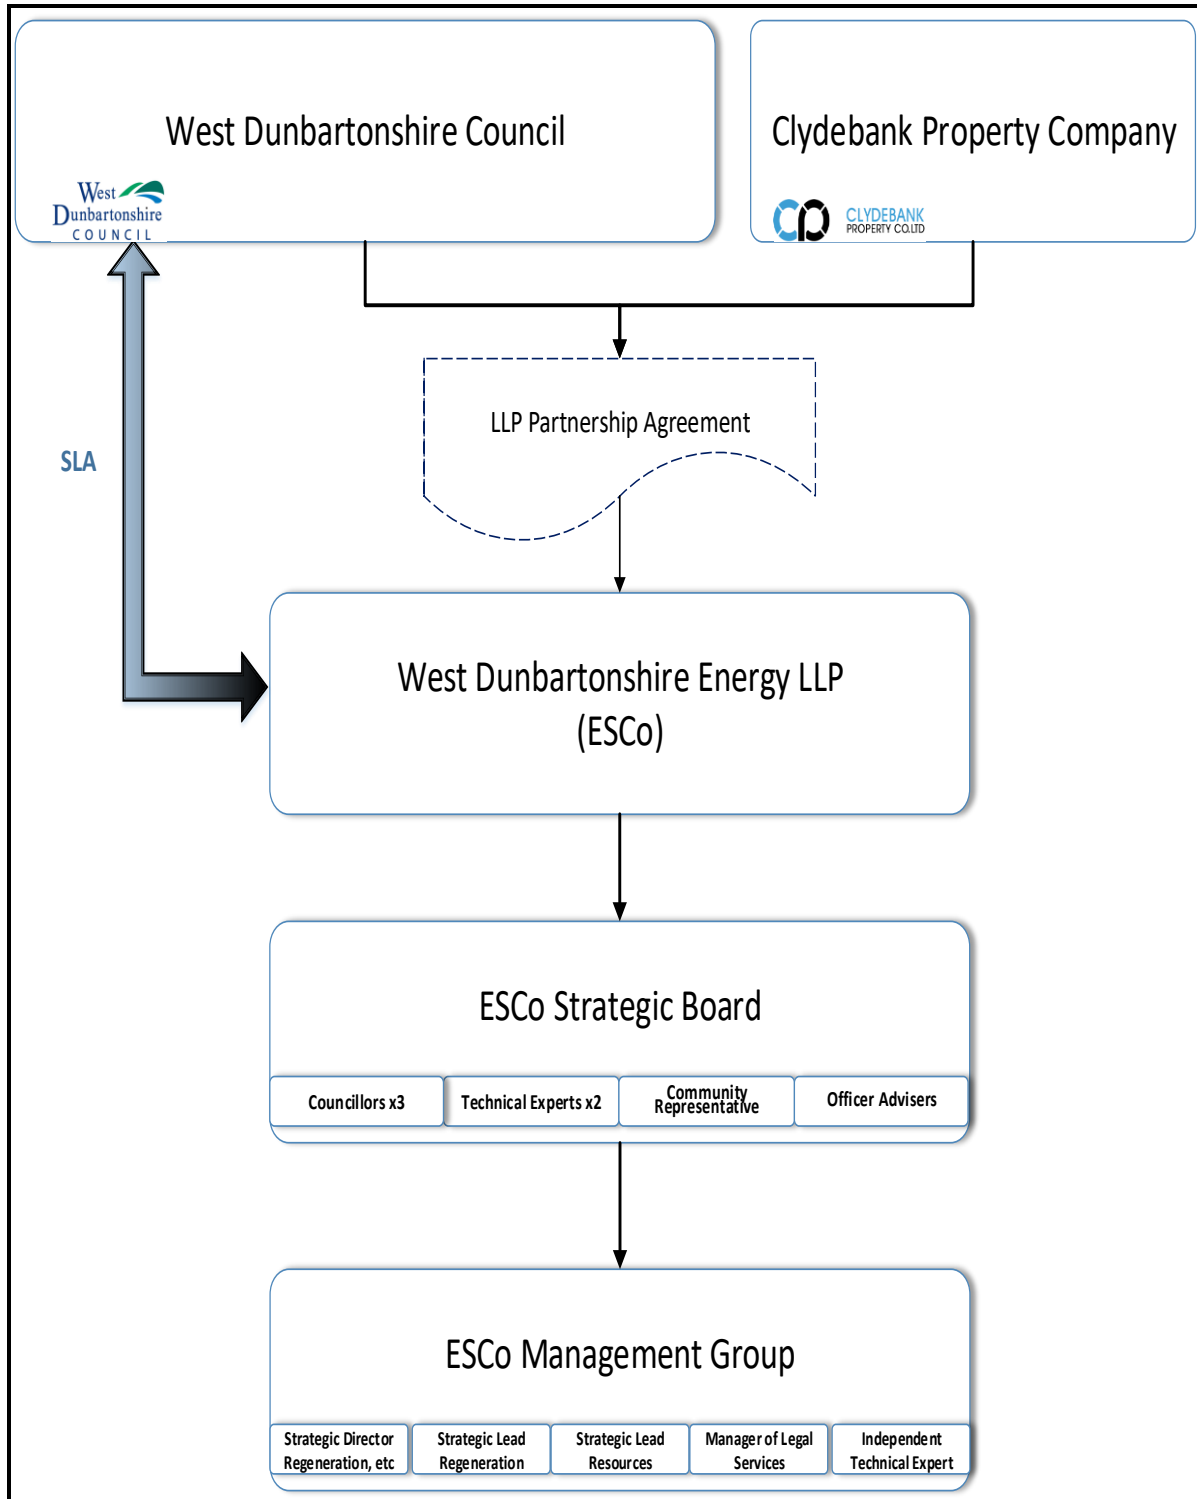 West Dunbartonshire Council
Clydebank Property Company
West
Dunbartonshire
COUNCIL
CLYDEBANK
PROPERTY CO.LTD
LLP Partnership Agreement
SLA
West Dunbartonshire Energy LLP
(ESCo)
ESCo Strategic Board
Councillors x3
Technical Experts x2
Community
Representative
Officer Advisers
ESCo Management Group
Strategic Director
Regeneration, etc
Strategic Lead
Regeneration
Strategic Lead
Resources
Manager of Legal
Services
Independent
Technical Expert